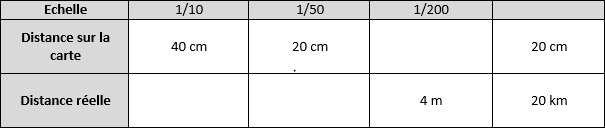 Echelle 1/10 1/50 1/200
Distance sur la
carte 40 cm 20 cm 20 cm
Distance réelle 4 m 20 km